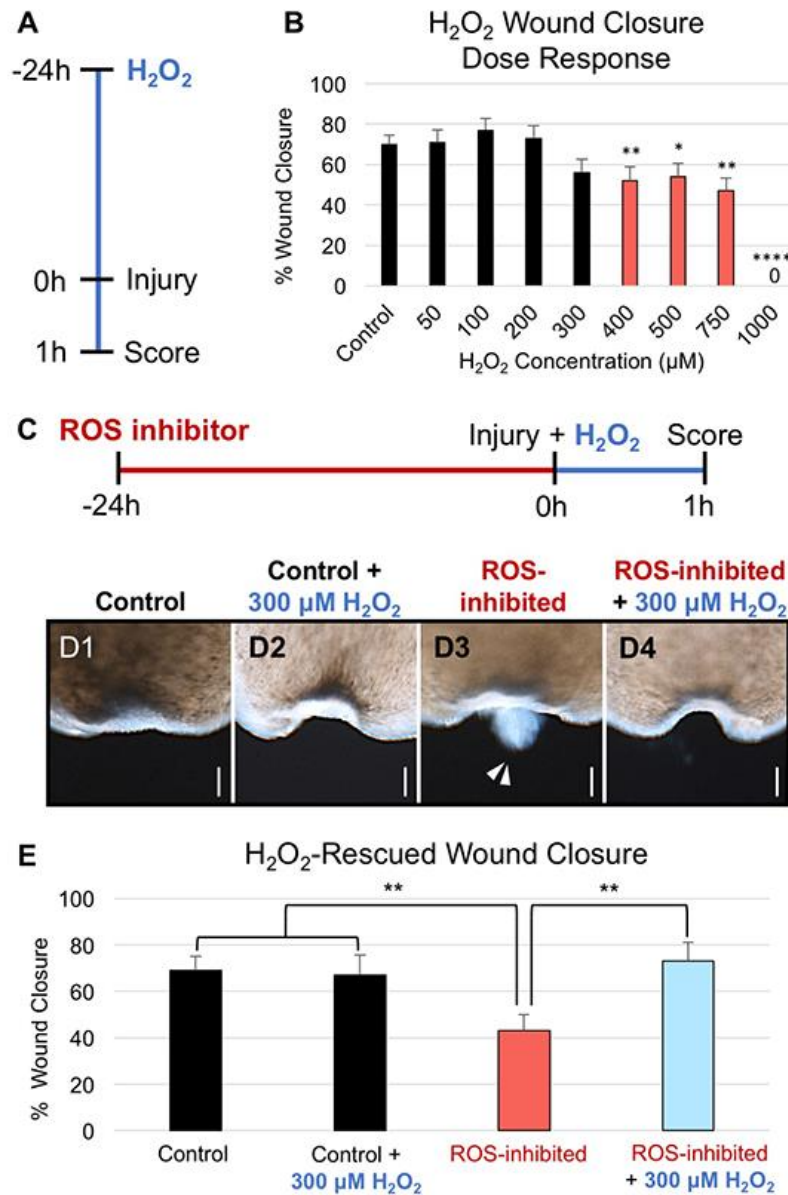 A
-24h H₂O₂
0h Injury
1h Score
B
H₂O₂ Wound Closure
Dose Response
% Wound Closure
100
80
60
40
20
0
** * ** ****
0
Control 50 100 200 300 400 500 750 1000
H₂O₂ Concentration (µM)
C
ROS inhibitor Injury + H₂O₂ Score
-24h 0h 1h
Control
Control +
300 µM H₂O₂
ROS-
inhibited
ROS-inhibited
+ 300 µM H₂O₂
D1 D2 D3 D4
E
H₂O₂-Rescued Wound Closure
% Wound Closure
100
80
60
40
20
0
** **
Control
Control +
300 µM H₂O₂
ROS-inhibited
ROS-inhibited
+ 300 µM H₂O₂